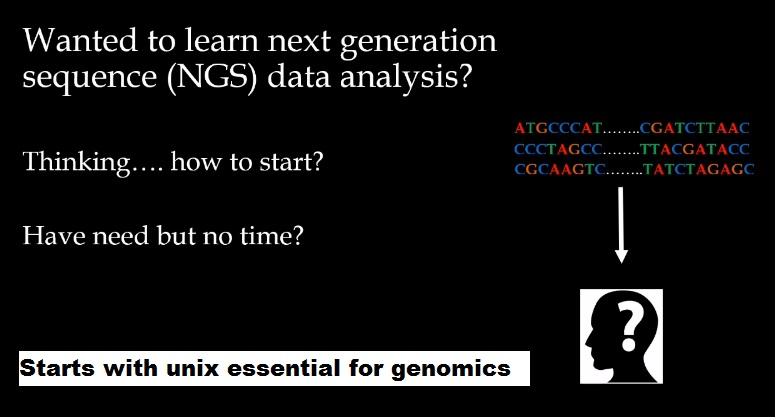 Wanted to learn next generation
sequence (NGS) data analysis?
ATGCCCAT........CGATCTTAAC
CCCTAGCC.........TTACGATACC
CGCAAGTC........TATCTAGAGC
Thinking…. how to start?
Have need but no time?
?
Starts with unix essential for genomics